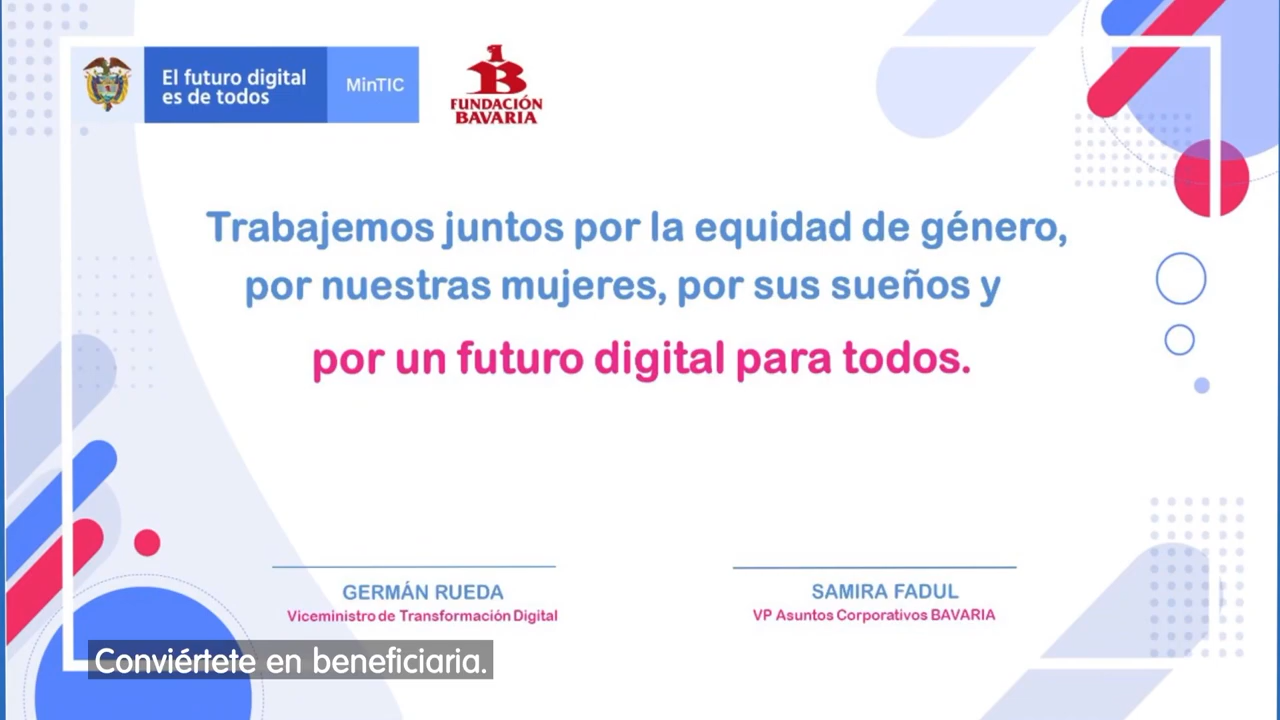 El futuro digital
es de todos
MinTIC
FUNDACIÓN
BAVARIA
Trabajemos juntos por la equidad de género,
por nuestras mujeres, por sus sueños y
por un futuro digital para todos.
GERMÁN RUEDA
Viceministro de Transformación Digital
SAMIRA FADUL
VP Asuntos Corporativos BAVARIA
Conviértete en beneficiaria.